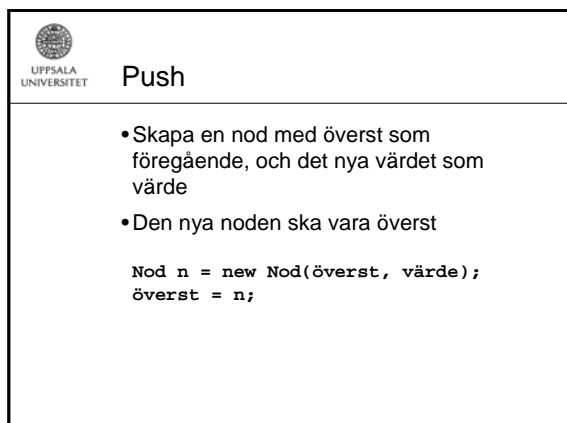 UPPSALA
UNIVERSITET
Push
•Skapa en nod med överst som
föregående, och det nya värdet som
värde
•Den nya noden ska vara överst
Nod n = new Nod(överst, värde);
överst = n;